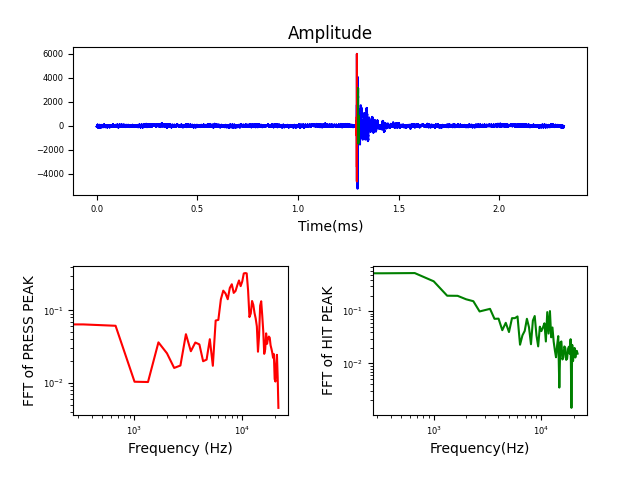 Amplitude
6000
4000
2000
0
−2000
−4000
0.0 0.5 1.0 1.5 2.0
Time(ms)
FFT of PRESS PEAK
10⁻¹
10⁻²
10³ 10⁴
Frequency (Hz)
FFT of HIT PEAK
10⁻¹
10⁻²
10³ 10⁴
Frequency(Hz)